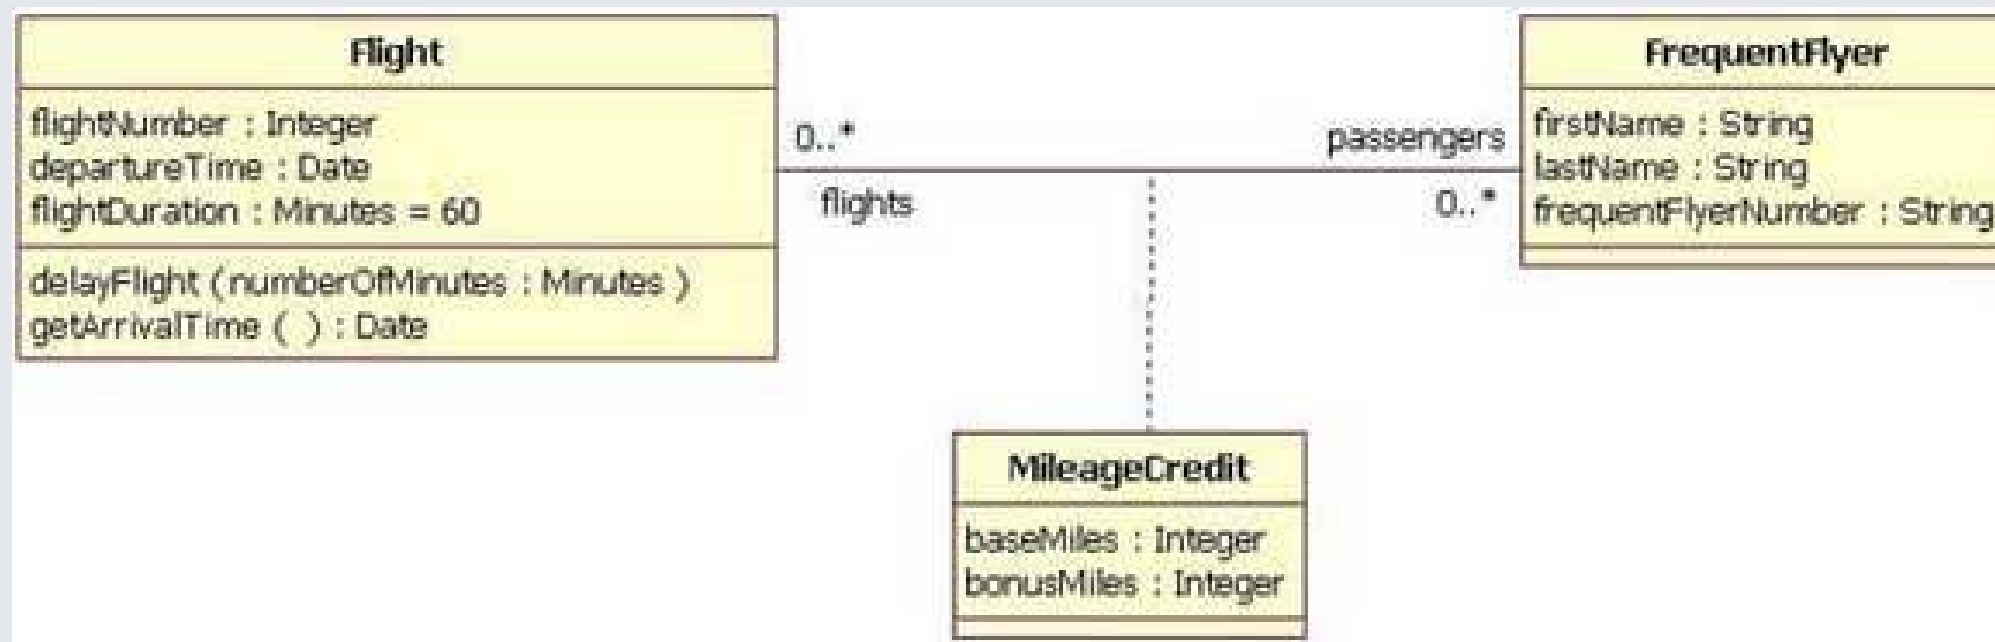 Flight
flightNumber : Integer
departureTime : Date
flightDuration : Minutes = 60
delayFlight ( numberOfMinutes : Minutes )
getArrivalTime ( ) : Date
0..*
flights
passengers
0..*
FrequentFlyer
firstName : String
lastName : String
frequentFlyerNumber : String
MileageCredit
baseMiles : Integer
bonusMiles : Integer